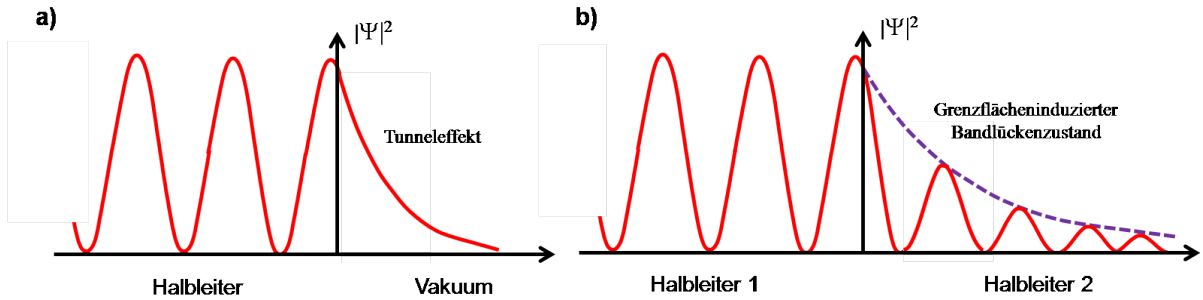 a)
|Ψ|²
Tunneleffekt
Halbleiter
Vakuum
b)
|Ψ|²
Grenzflächeninduzierter
Bandlückenzustand
Halbleiter 1
Halbleiter 2